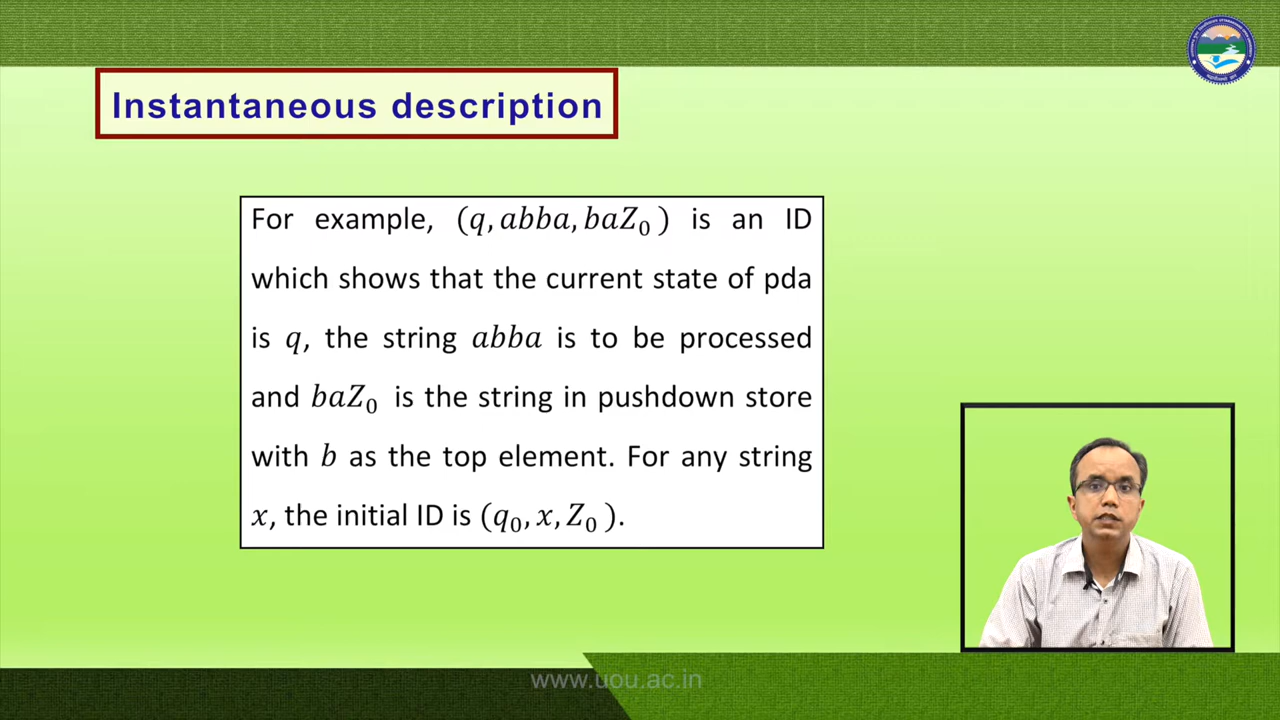 Instantaneous description
For example, (q, abba, baZ₀ ) is an ID
which shows that the current state of pda
is q, the string abba is to be processed
and baZ₀ is the string in pushdown store
with b as the top element. For any string
x, the initial ID is (q₀, x, Z₀ ).
www.uou.ac.in